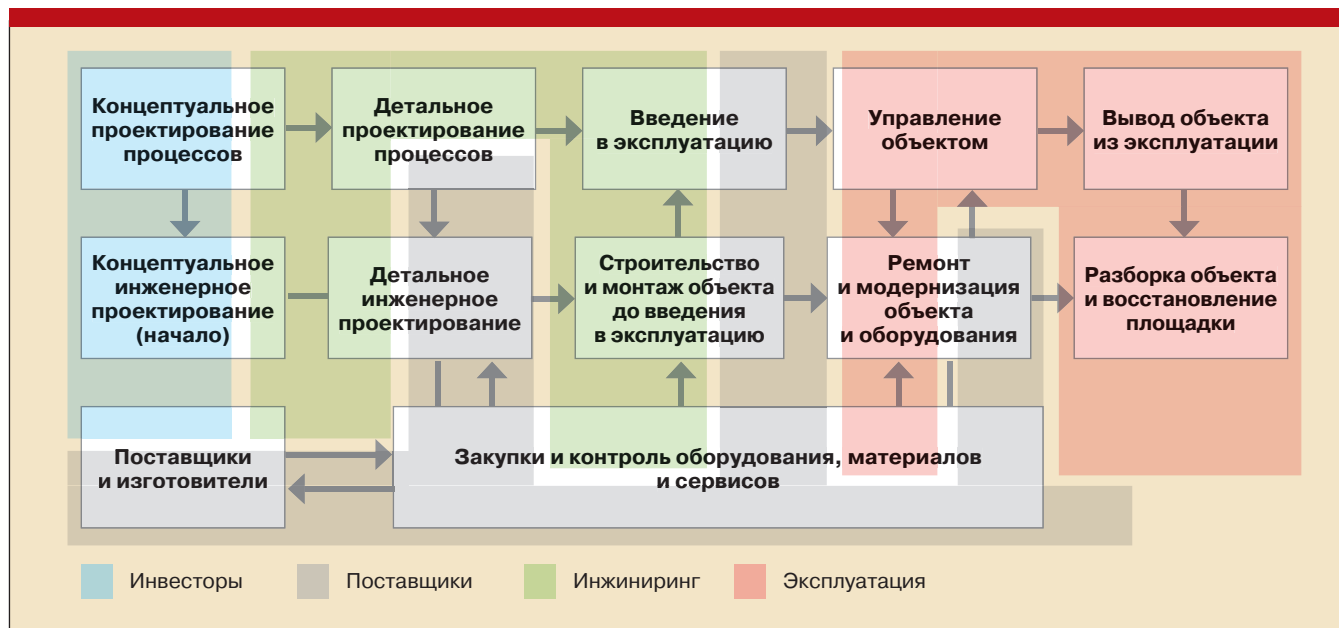 Концептуальное
проектирование
процессов
Детальное
проектирование
процессов
Введение
в эксплуатацию
Управление
объектом
Вывод объекта
из эксплуатации
Концептуальное
инженерное
проектирование
(начало)
Детальное
инженерное
проектирование
Строительство
и монтаж объекта
до введения
в эксплуатацию
Ремонт
и модернизация
объекта
и оборудования
Разборка объекта
и восстановление
площадки
Поставщики
и изготовители
Закупки и контроль оборудования, материалов
и сервисов
Инвесторы
Поставщики
Инжиниринг
Эксплуатация